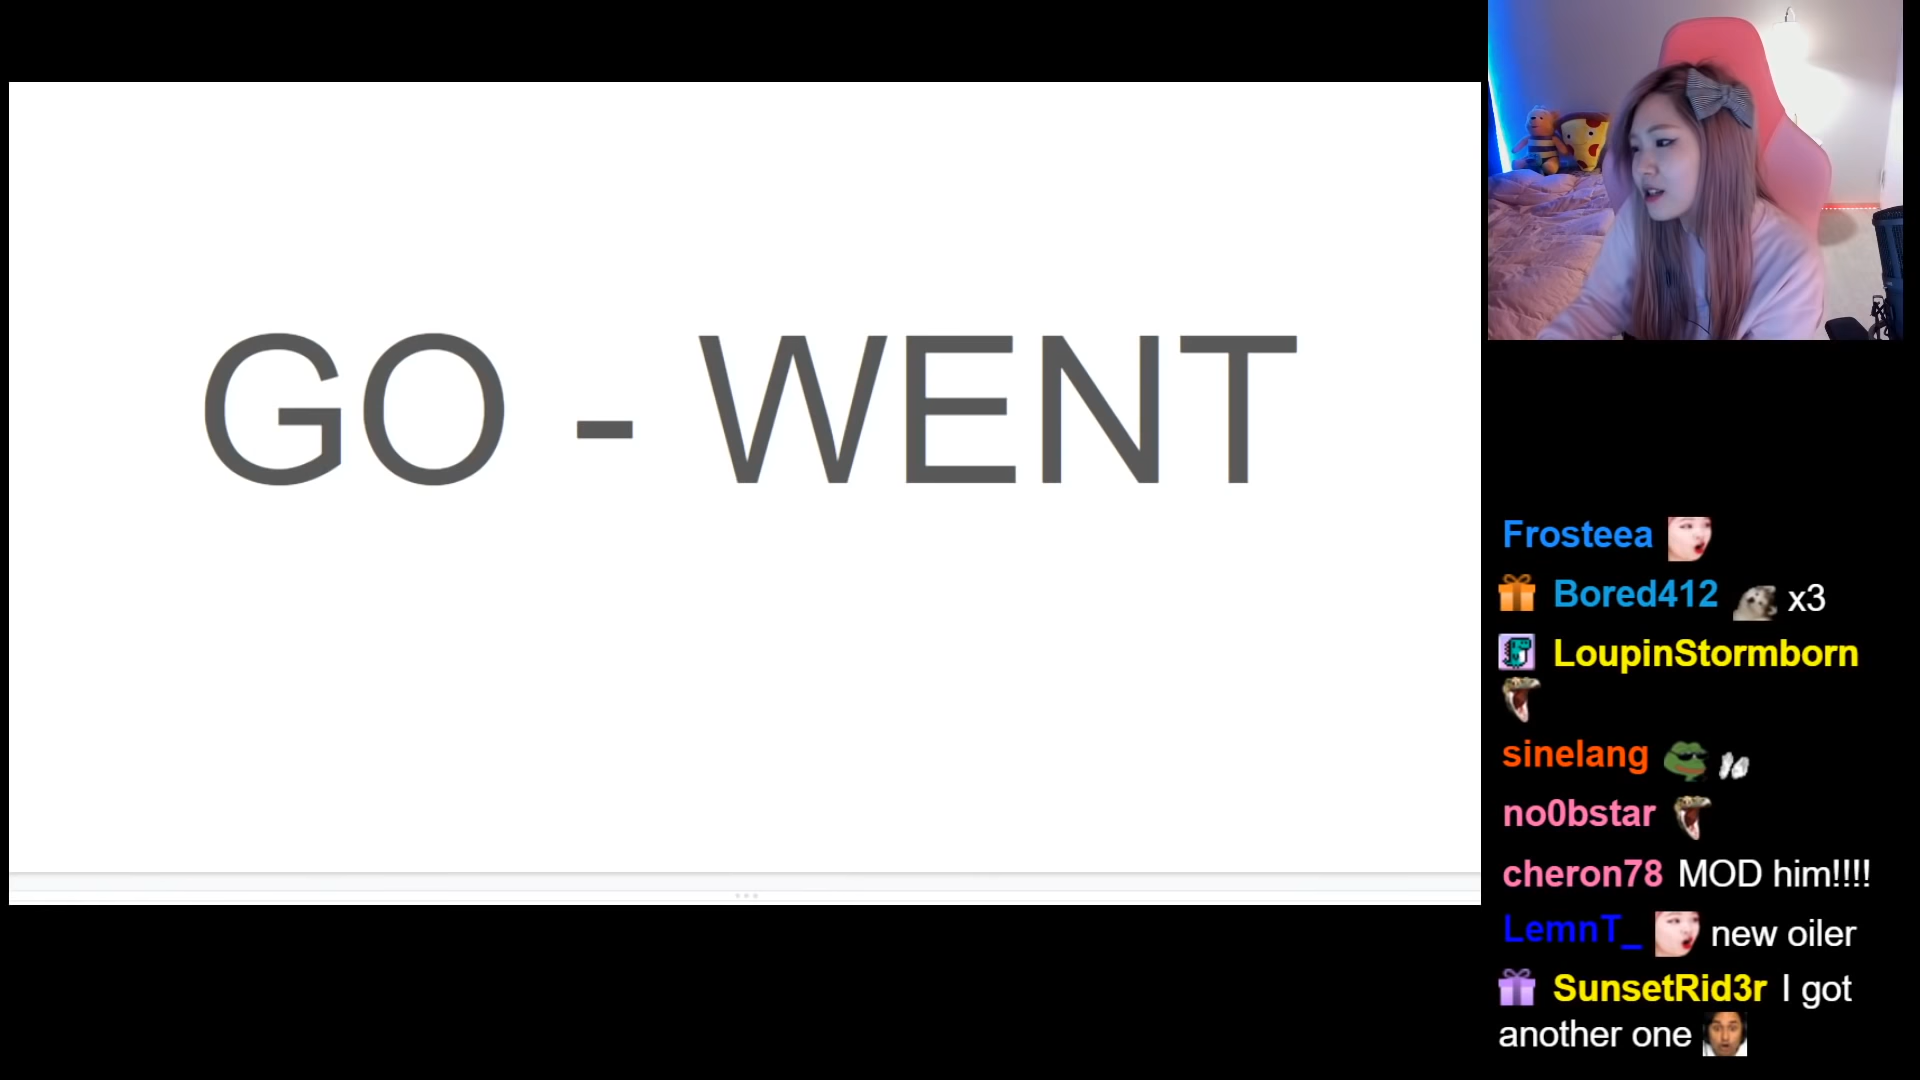 GO - WENT
Frosteea
Bored412 x3
LoupinStormborn
sinelang
no0bstar
cheron78 MOD him!!!!
LemnT_ new oiler
SunsetRid3r I got
another one